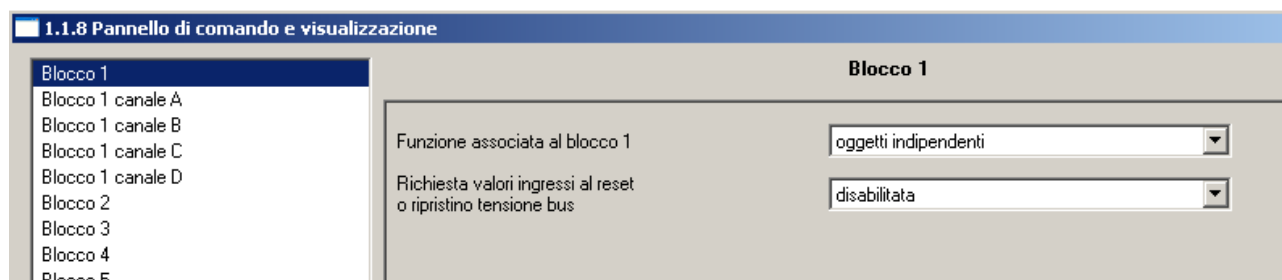 1.1.8 Pannello di comando e visualizzazione
Blocco 1
Blocco 1 canale A
Blocco 1 canale B
Blocco 1 canale C
Blocco 1 canale D
Blocco 2
Blocco 3
Blocco 4
Blocco 5
Blocco 1
Funzione associata al blocco 1
oggetti indipendenti
Richiesta valori ingressi al reset
o ripristino tensione bus
disabilitata